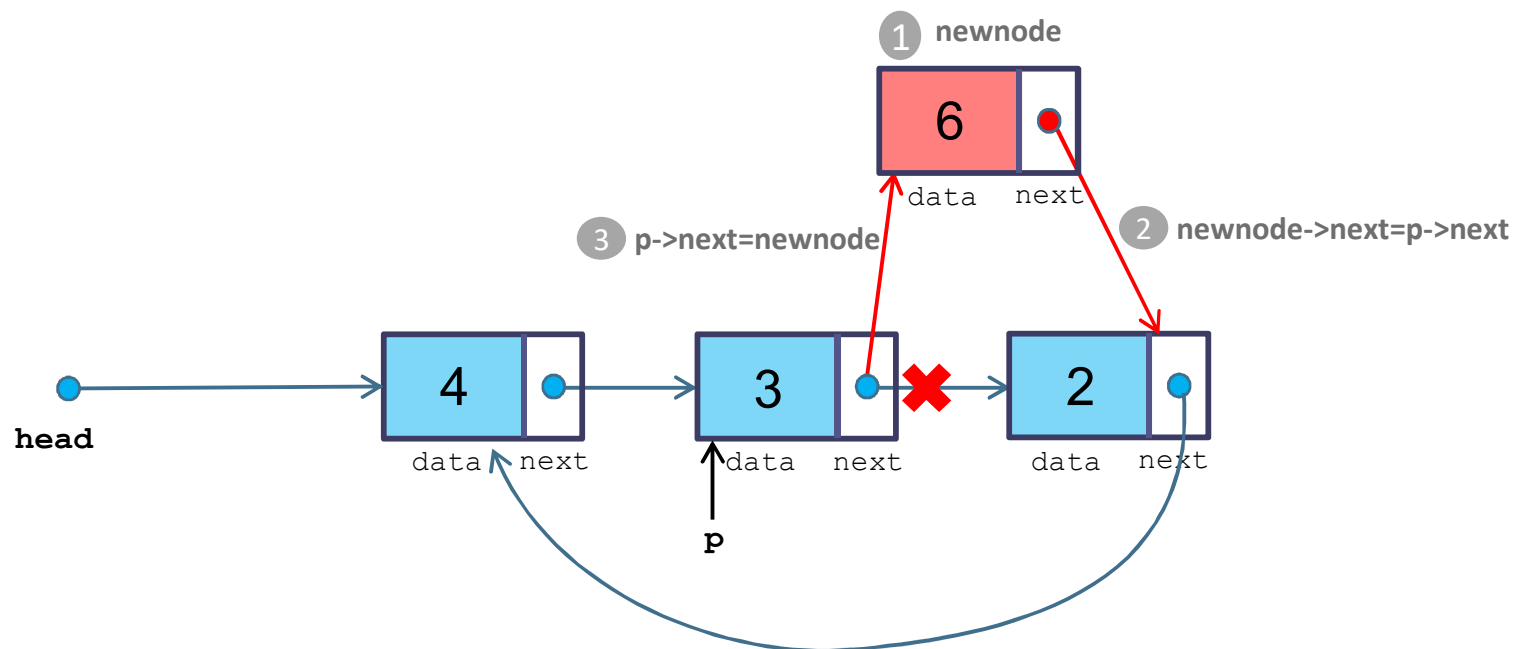 1 newnode
6
data next
3 p->next=newnode
2 newnode->next=p->next
4
3
2
head
data next
data next
data next
p